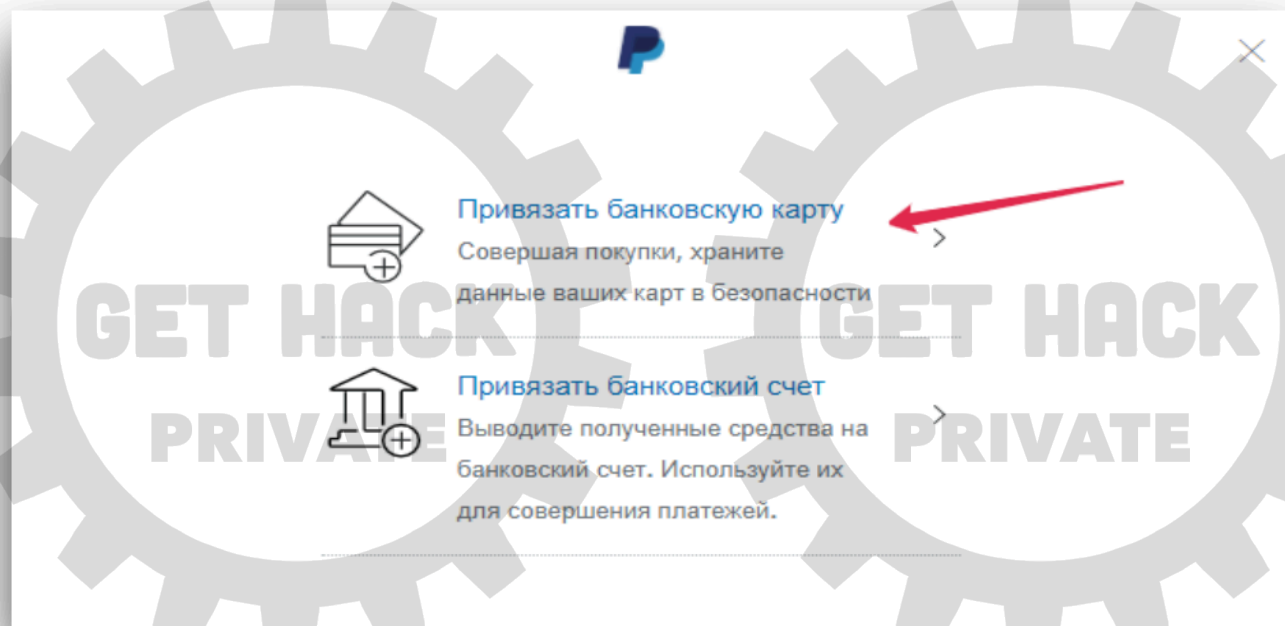 Привязать банковскую карту
Совершая покупки, храните
данные ваших карт в безопасности
GET HACK GET HACK
Привязать банковский счет
Выводите полученные средства на
PRIVATE PRIVATE
банковский счет. Используйте их
для совершения платежей.